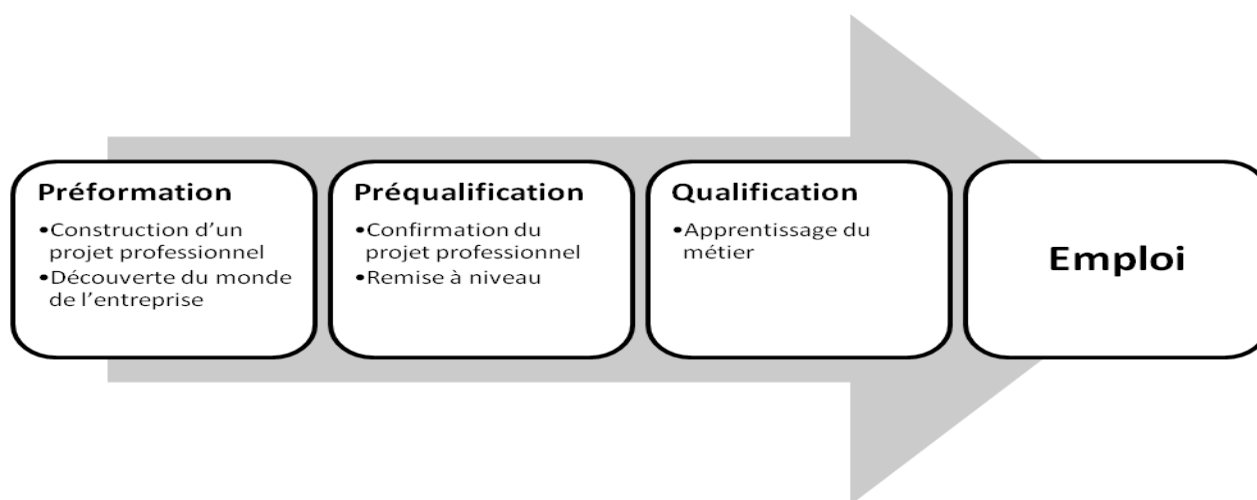 Préformation
•Construction d’un
projet professionnel
•Découverte du monde
de l’entreprise
Préqualification
•Confirmation du
projet professionnel
•Remise à niveau
Qualification
•Apprentissage du
métier
Emploi